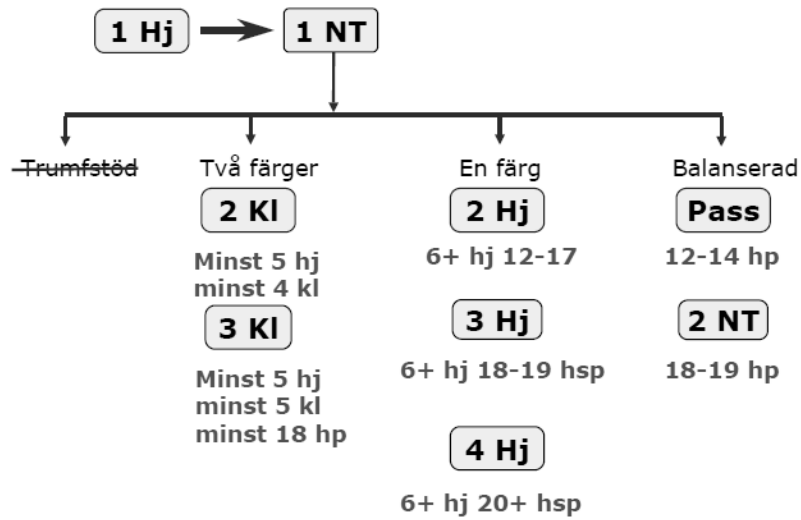 1 Hj
1 NT
Trumfstöd
Två färger
En färg
Balanserad
2 Kl
2 Hj
Pass
Minst 5 hj
minst 4 kl
6+ hj 12-17
12-14 hp
3 Kl
3 Hj
2 NT
Minst 5 hj
minst 5 kl
minst 18 hp
6+ hj 18-19 hsp
18-19 hp
4 Hj
6+ hj 20+ hsp